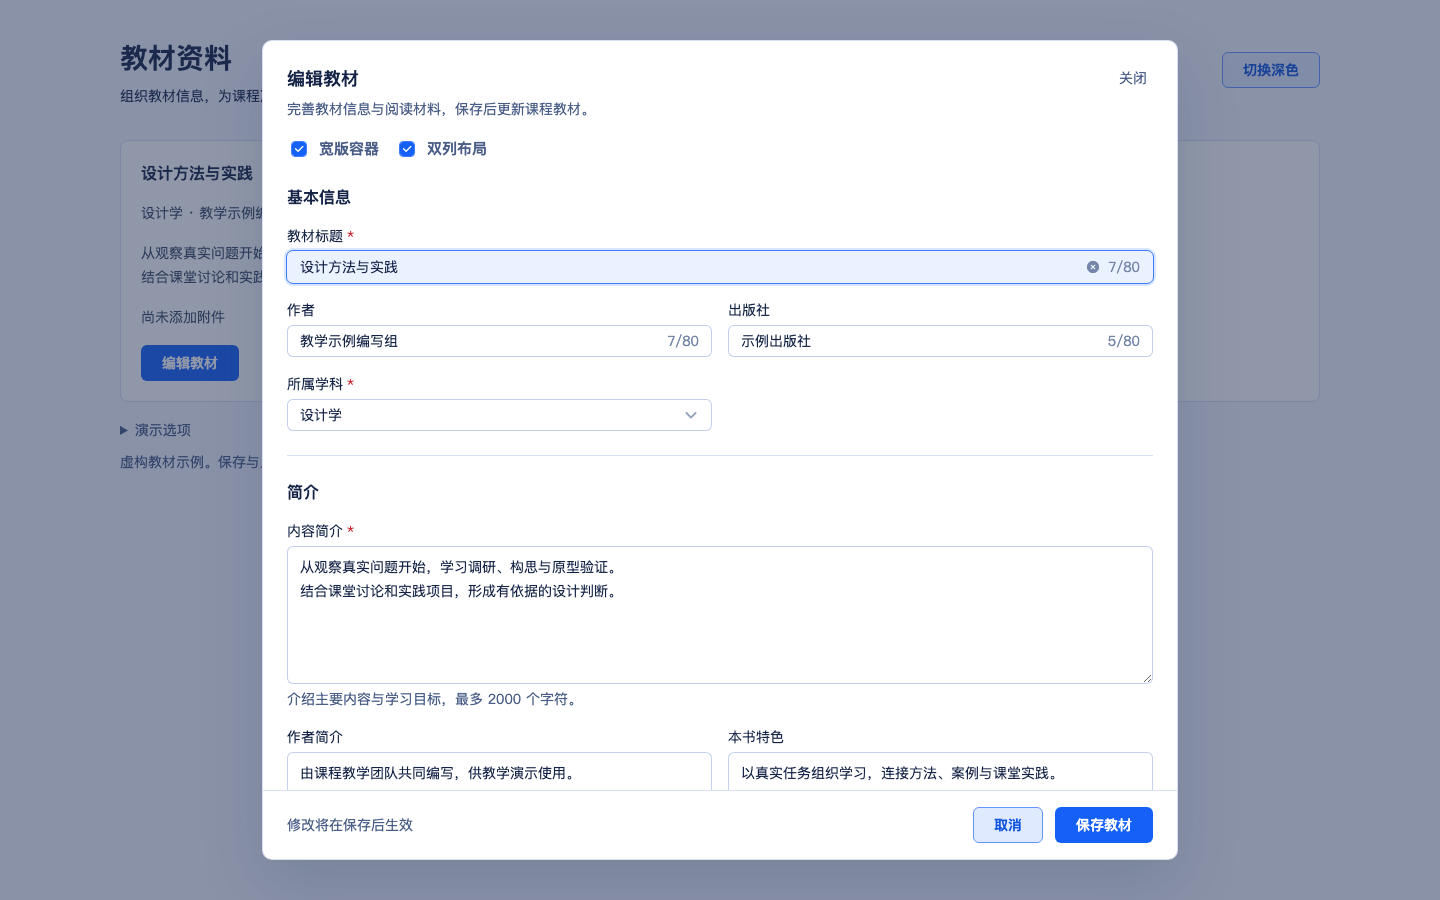 教材资料
组织教材信息，为课程
切换深色
设计方法与实践
设计学 · 教学示例
从观察真实问题开始
结合课堂讨论和实践
尚未添加附件
编辑教材
演示选项
虚构教材示例。保存与
编辑教材
关闭
完善教材信息与阅读材料，保存后更新课程教材。
宽版容器 双列布局
基本信息
教材标题 *
设计方法与实践 7/80
作者
教学示例编写组 7/80
出版社
示例出版社 5/80
所属学科 *
设计学
简介
内容简介 *
从观察真实问题开始，学习调研、构思与原型验证。
结合课堂讨论和实践项目，形成有依据的设计判断。
介绍主要内容与学习目标，最多 2000 个字符。
作者简介
由课程教学团队共同编写，供教学演示使用。
本书特色
以真实任务组织学习，连接方法、案例与课堂实践。
修改将在保存后生效
取消
保存教材